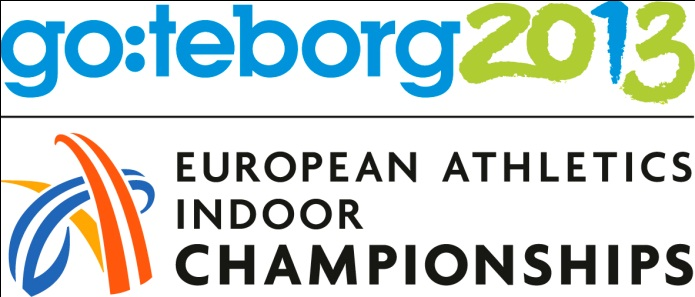 go:teborg2013
EUROPEAN ATHLETICS
INDOOR
CHAMPIONSHIPS